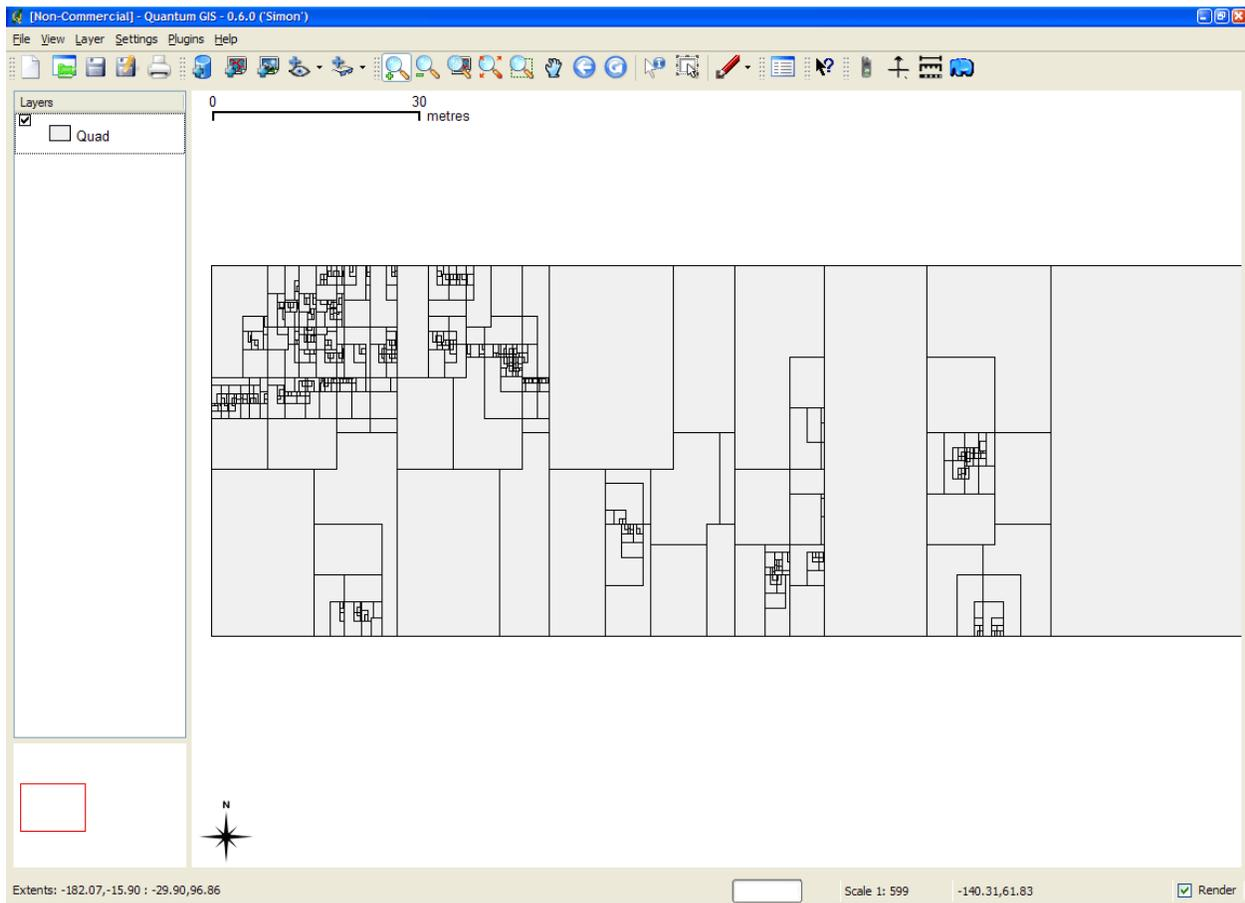 [Non-Commercial] - Quantum GIS - 0.6.0 ('Simon')
File View Layer Settings Plugins Help
Layers
Quad
0 30
metres
N
Extents: -182.07,-15.90 : -29.90,96.86
Scale 1: 599
-140.31,61.83
Render